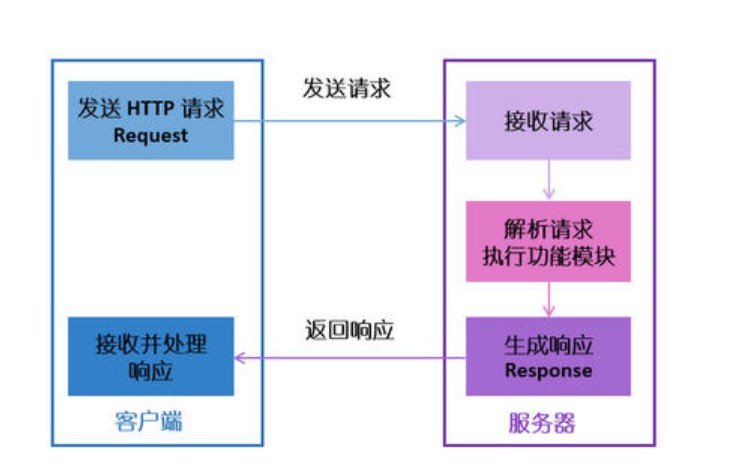 发送请求
发送 HTTP 请求
Request
接收请求
解析请求
执行功能模块
返回响应
接收并处理
响应
生成响应
Response
客户端
服务器